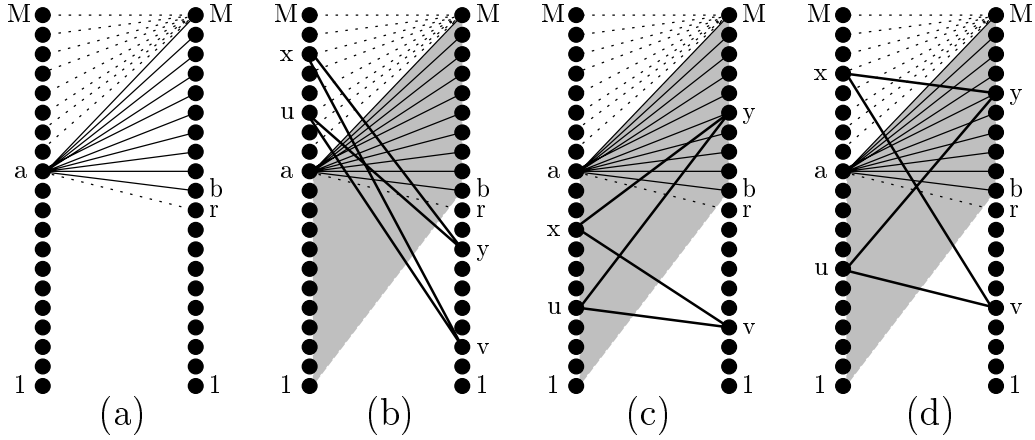 M M M M M M M M
x
x y
u y
a a a a
b b b b
r r r r
x
y
u
u v
v
v
1 1 1 1 1 1 1 1
(a) (b) (c) (d)